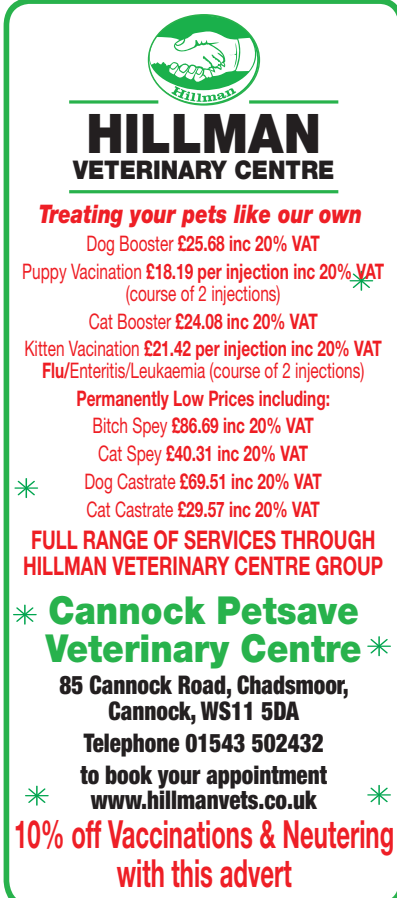 Hillman
HILLMAN
VETERINARY CENTRE
Treating your pets like our own
Dog Booster £25.68 inc 20% VAT
Puppy Vacination £18.19 per injection inc 20% VAT
(course of 2 injections)
Cat Booster £24.08 inc 20% VAT
Kitten Vacination £21.42 per injection inc 20% VAT
Flu/Enteritis/Leukaemia (course of 2 injections)
Permanently Low Prices including:
Bitch Spey £86.69 inc 20% VAT
Cat Spey £40.31 inc 20% VAT
Dog Castrate £69.51 inc 20% VAT
Cat Castrate £29.57 inc 20% VAT
FULL RANGE OF SERVICES THROUGH
HILLMAN VETERINARY CENTRE GROUP
Cannock Petsave
Veterinary Centre
85 Cannock Road, Chadsmoor,
Cannock, WS11 5DA
Telephone 01543 502432
to book your appointment
www.hillmanvets.co.uk
10% off Vaccinations & Neutering
with this advert